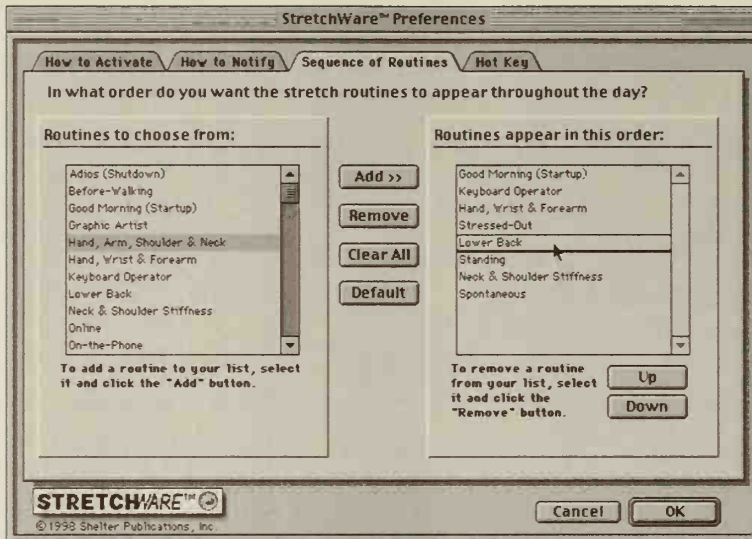 StretchWare™ Preferences
How to Activate
How to Notify
Sequence of Routines
Hot Key
In what order do you want the stretch routines to appear throughout the day?
Routines to choose from:
Adios (Shutdown)
Before-Walking
Good Morning (Startup)
Graphic Artist
Hand, Arm, Shoulder & Neck
Hand, Wrist & Forearm
Keyboard Operator
Lower Back
Neck & Shoulder Stiffness
Online
On-the-Phone
To add a routine to your list, select
it and click the "Add" button.
Add >>
Remove
Clear All
Default
Routines appear in this order:
Good Morning (Startup)
Keyboard Operator
Hand, Wrist & Forearm
Stressed-Out
Lower Back
Standing
Neck & Shoulder Stiffness
Spontaneous
To remove a routine
from your list, select
it and click the
"Remove" button.
Up
Down
STRETCHWARE™
©1998 Shelter Publications, Inc.
Cancel
OK